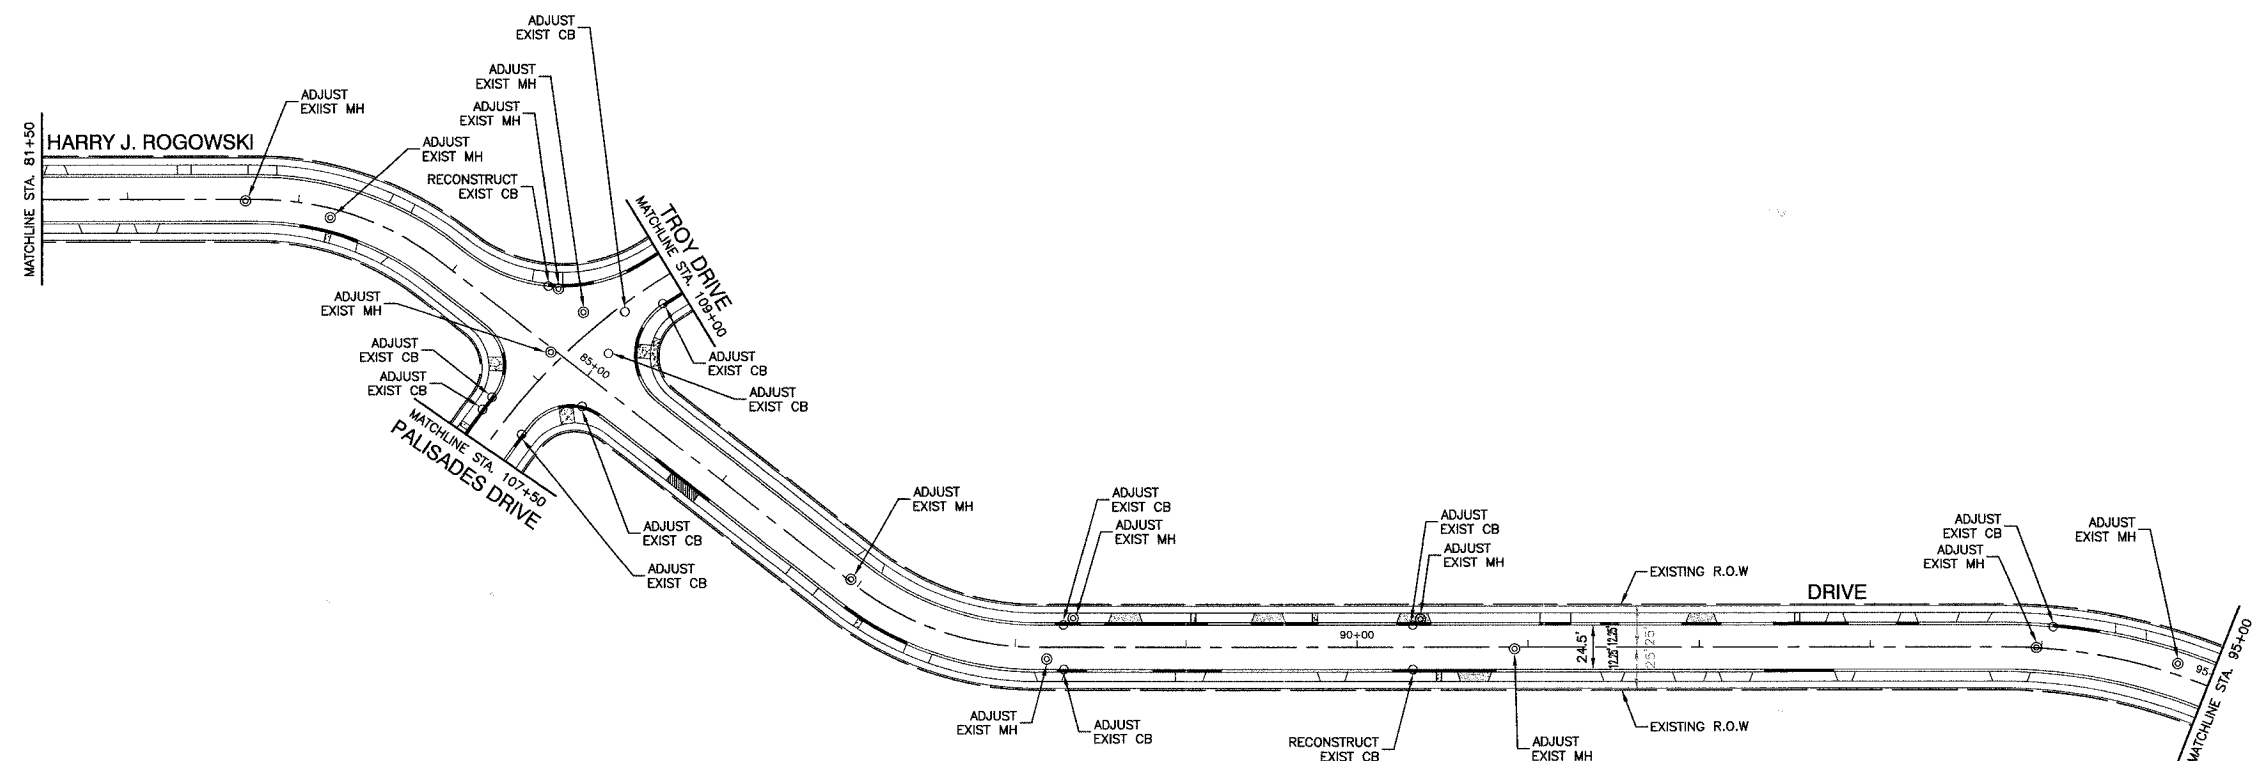 ADJUST
EXIST CB
ADJUST
EXIST MH
ADJUST
EXIIST MH
ADJUST
EXIST MH
ADJUST
EXIST MH
RECONSTRUCT
EXIST CB
MATCHLINE STA. 81+50
HARRY J. ROGOWSKI
TROY DRIVE
MATCHLINE STA. 109+00
ADJUST
EXIST MH
ADJUST
EXIST CB
ADJUST
EXIST CB
85+00
ADJUST
EXIST CB
ADJUST
EXIST CB
MATCHLINE STA. 107+50
PALISADES DRIVE
ADJUST
EXIST CB
ADJUST
EXIST CB
ADJUST
EXIST MH
ADJUST
EXIST CB
ADJUST
EXIST MH
ADJUST
EXIST CB
ADJUST
EXIST MH
EXISTING R.O.W
DRIVE
ADJUST
EXIST CB
ADJUST
EXIST MH
ADJUST
EXIST MH
90+00
24.5'
12.25'
12.25'
25'
25'
95
MATCHLINE STA. 95+00
ADJUST
EXIST MH
ADJUST
EXIST CB
RECONSTRUCT
EXIST CB
ADJUST
EXIST MH
EXISTING R.O.W